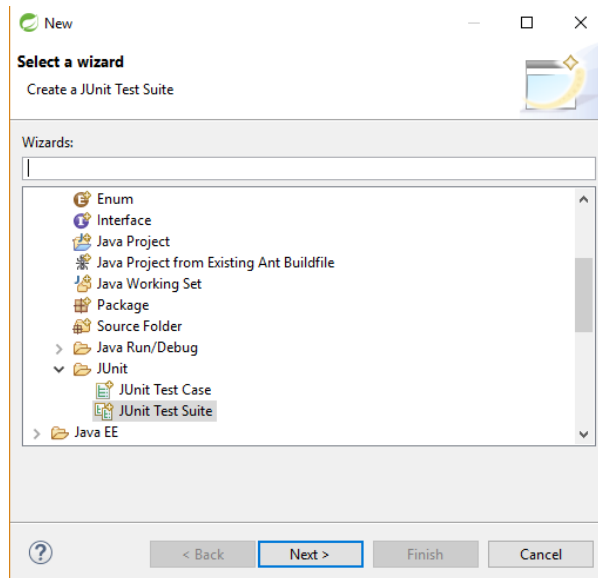 New
Select a wizard
Create a JUnit Test Suite
Wizards:
Enum
Interface
Java Project
Java Project from Existing Ant Buildfile
Java Working Set
Package
Source Folder
Java Run/Debug
JUnit
JUnit Test Case
JUnit Test Suite
Java EE
? < Back Next > Finish Cancel